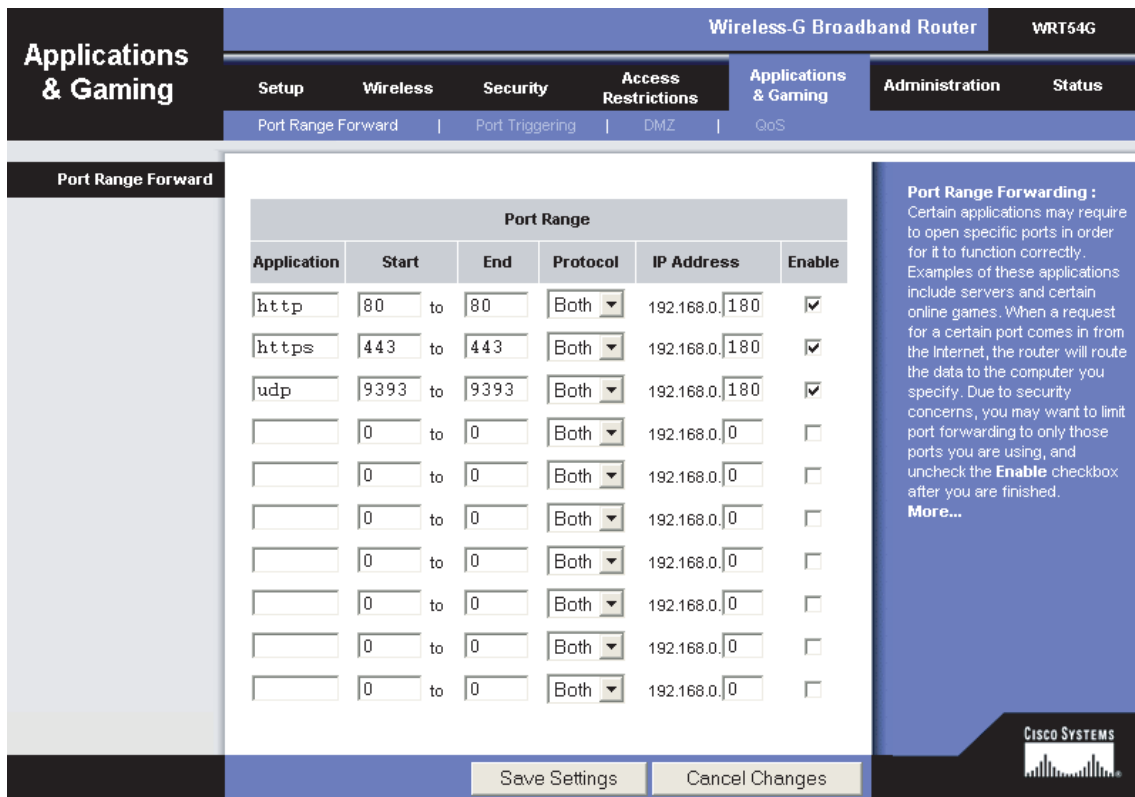 Wireless-G Broadband Router WRT54G
Applications
& Gaming
Setup Wireless Security Access Restrictions Applications & Gaming Administration Status
Port Range Forward | Port Triggering | DMZ | QoS
Port Range Forward
Port Range
Application Start End Protocol IP Address Enable
http 80 to 80 Both 192.168.0.180
https 443 to 443 Both 192.168.0.180
udp 9393 to 9393 Both 192.168.0.180
0 to 0 Both 192.168.0.0
0 to 0 Both 192.168.0.0
0 to 0 Both 192.168.0.0
0 to 0 Both 192.168.0.0
0 to 0 Both 192.168.0.0
0 to 0 Both 192.168.0.0
0 to 0 Both 192.168.0.0
Port Range Forwarding :
Certain applications may require
to open specific ports in order
for it to function correctly.
Examples of these applications
include servers and certain
online games. When a request
for a certain port comes in from
the Internet, the router will route
the data to the computer you
specify. Due to security
concerns, you may want to limit
port forwarding to only those
ports you are using, and
uncheck the Enable checkbox
after you are finished.
More...
Save Settings Cancel Changes
CISCO SYSTEMS